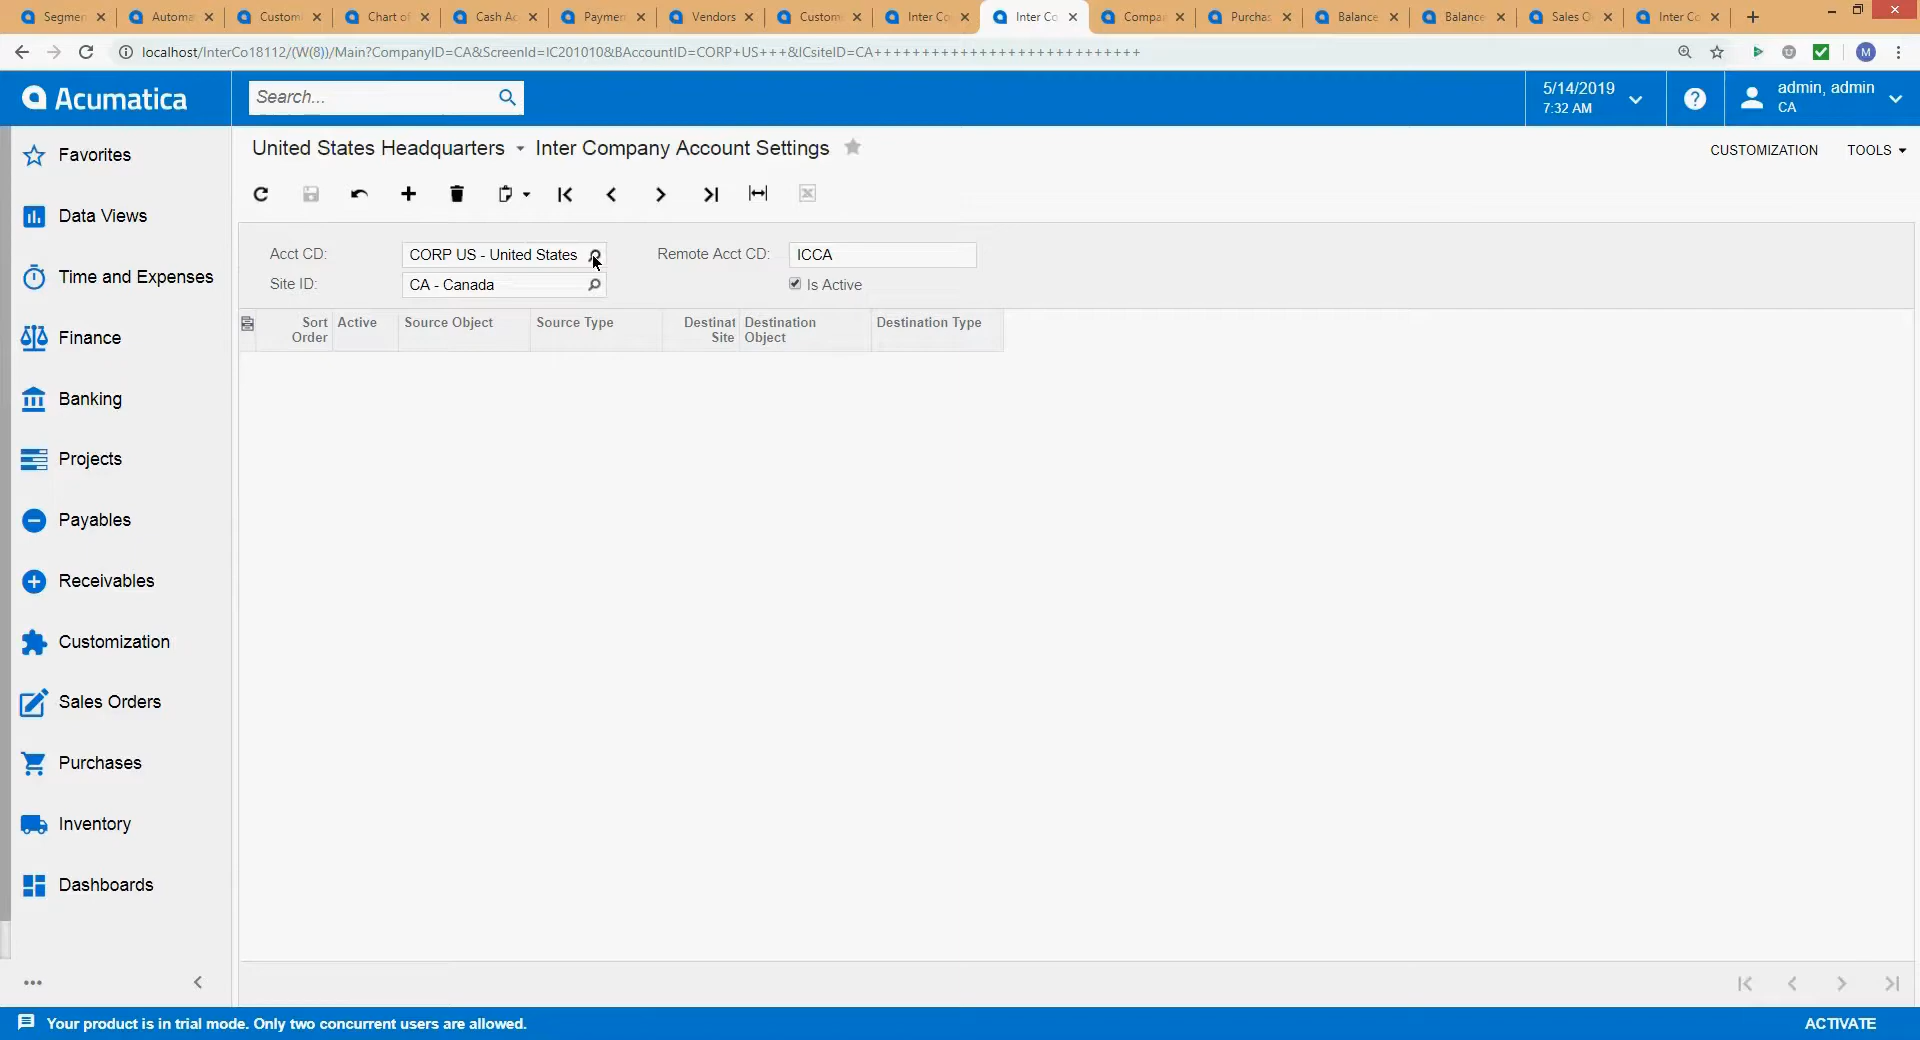 Segmen
Automa
Customi
Chart of
Cash Ac
Paymen
Vendors
Custom
Inter Co
Inter Co
Compa
Purchas
Balance
Balance
Sales O
Inter Co
localhost/InterCo18112/(W(8))/Main?CompanyID=CA&ScreenId=IC201010&BAccountID=CORP+US+++&ICsiteID=CA++++++++++++++++++++++++++++
M
Acumatica
Search...
5/14/2019
7:32 AM
?
admin, admin
CA
Favorites
Data Views
Time and Expenses
Finance
Banking
Projects
Payables
Receivables
Customization
Sales Orders
Purchases
Inventory
Dashboards
United States Headquarters Inter Company Account Settings
CUSTOMIZATION TOOLS
Acct CD: CORP US - United States Remote Acct CD: ICCA
Site ID: CA - Canada Is Active
Sort Order
Active
Source Object
Source Type
Destinat Site
Destination Object
Destination Type
Your product is in trial mode. Only two concurrent users are allowed.
ACTIVATE